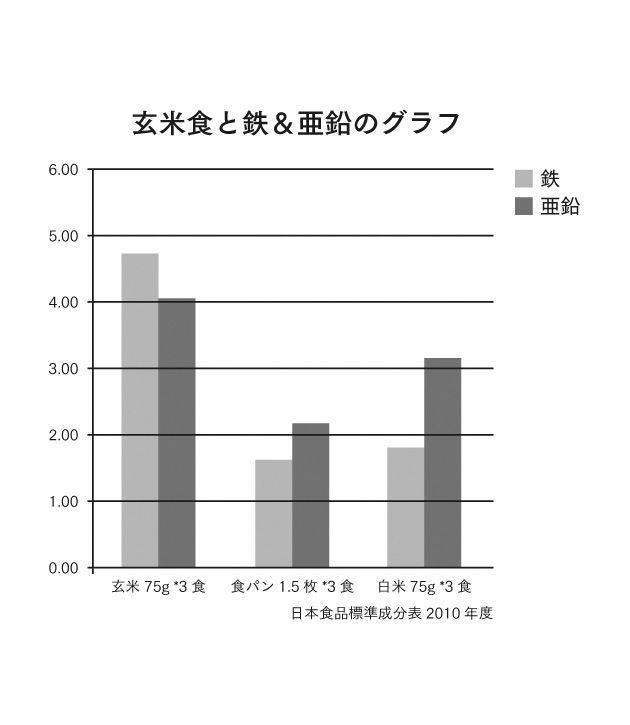 玄米食と鉄＆亜鉛のグラフ
鉄
亜鉛
6.00
5.00
4.00
3.00
2.00
1.00
0.00
玄米 75g *3 食
食パン 1.5 枚 *3 食
白米 75g *3 食
日本食品標準成分表 2010 年度